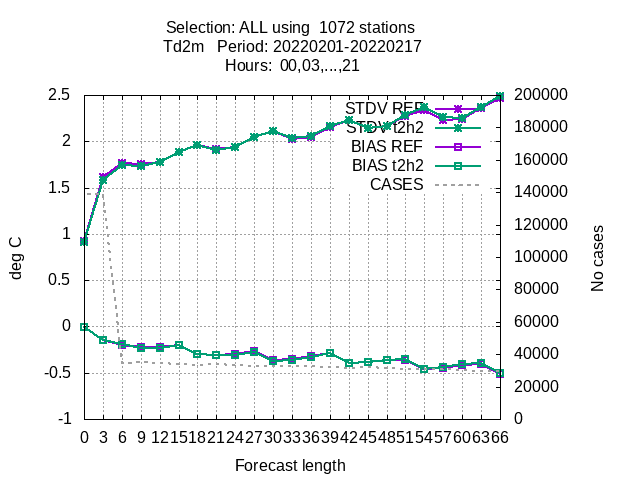 Selection: ALL using  1072 stations
Td2m   Period: 20220201-20220217
Hours:  00,03,...,21
2.5
2
1.5
1
0.5
0
-0.5
-1
deg C
STDV REF
STDV t2h2
BIAS REF
BIAS t2h2
CASES
200000
180000
160000
140000
120000
100000
80000
60000
40000
20000
0
No cases
0 3 6 9 12 15 18 21 24 27 30 33 36 39 42 45 48 51 54 57 60 63 66
Forecast length